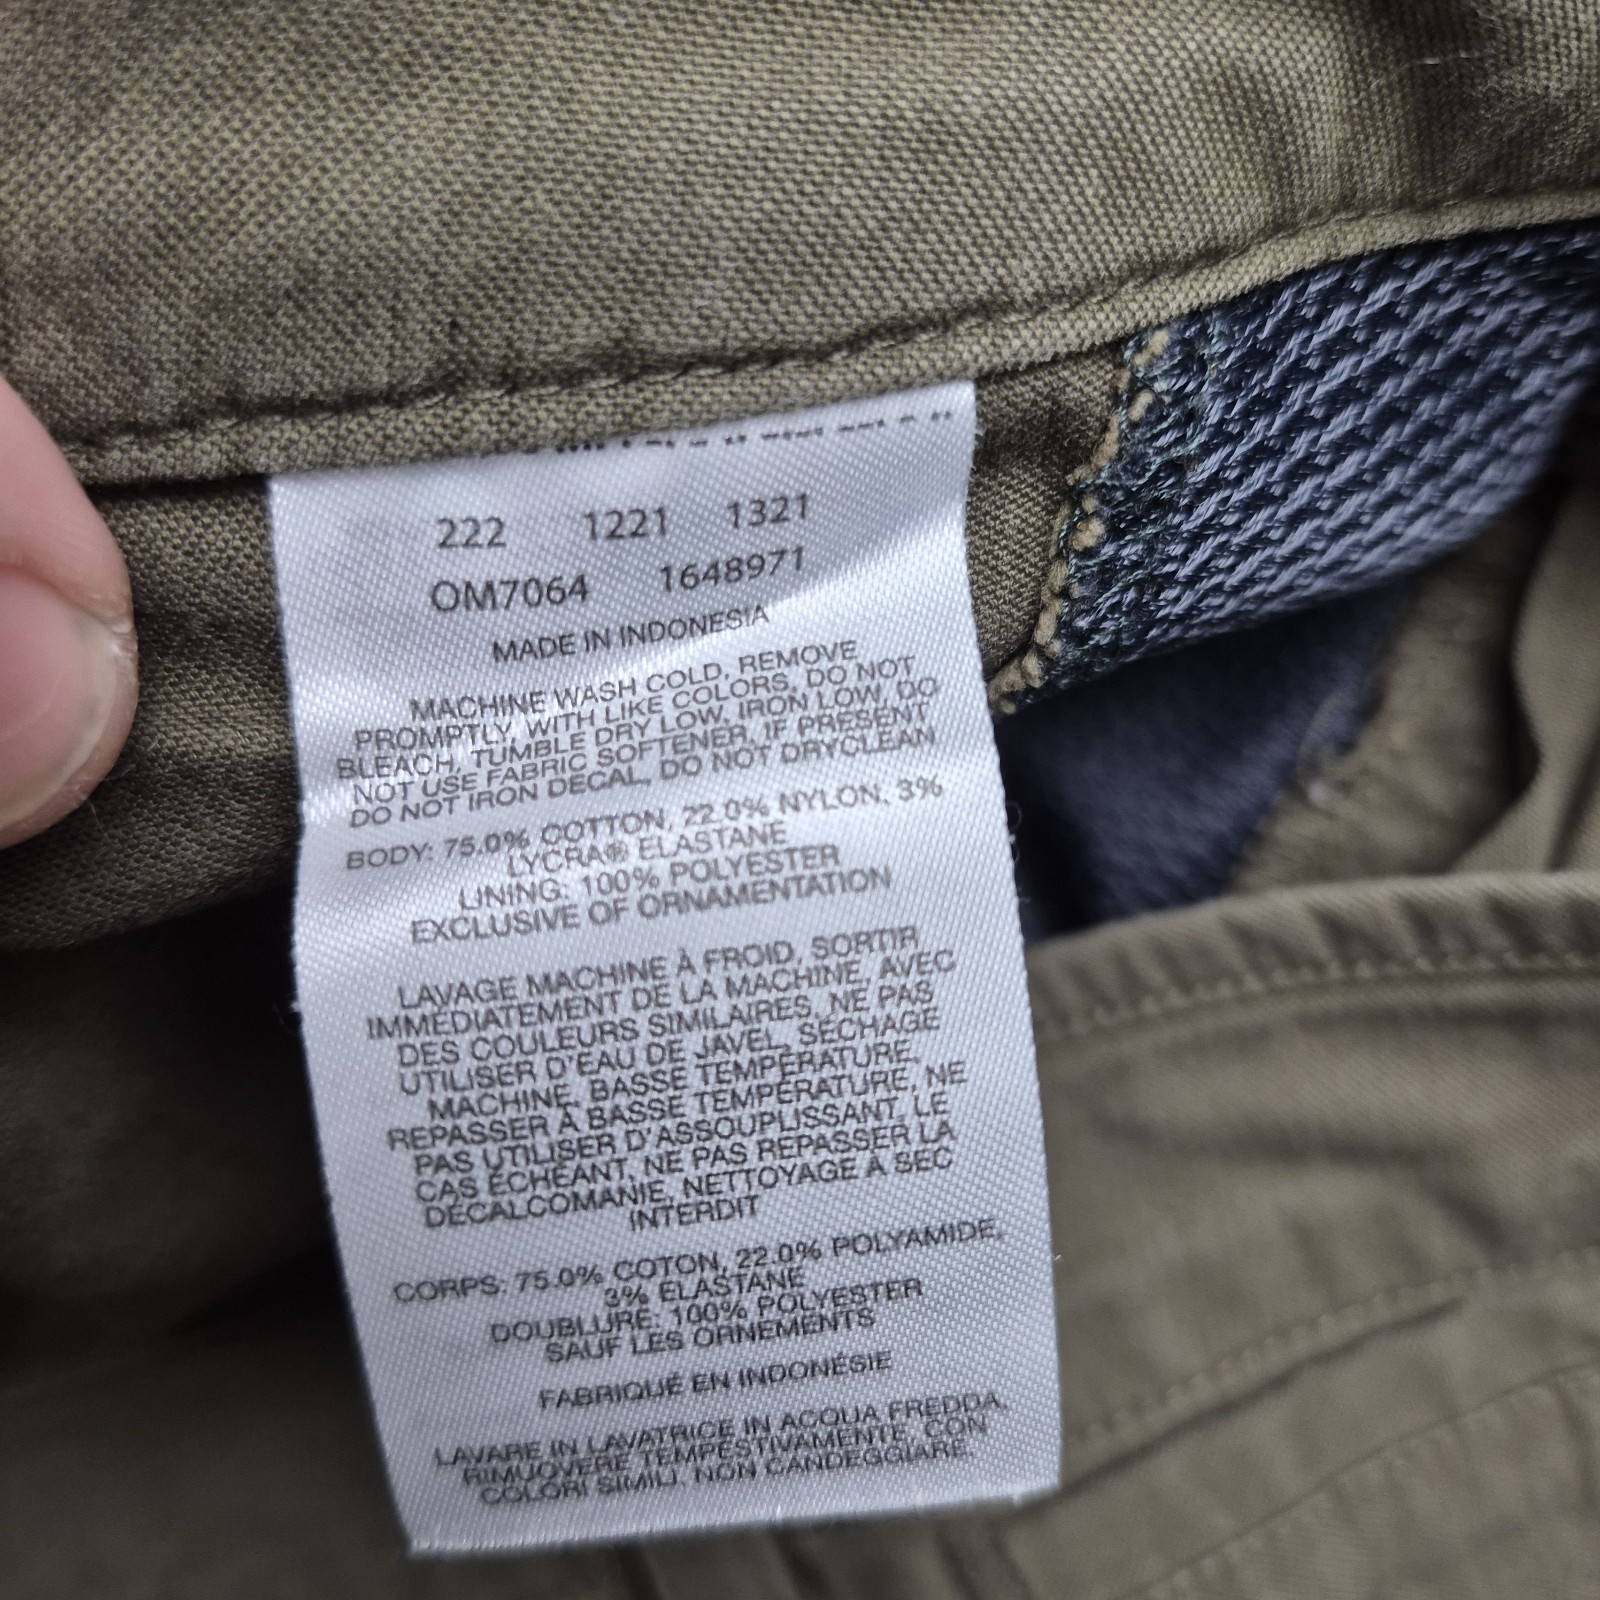 222 1221 1321
OM7064 1648971
MADE IN INDONESIA
MACHINE WASH COLD, REMOVE
PROMPTLY, WITH LIKE COLORS, DO NOT
BLEACH, TUMBLE DRY LOW, IRON LOW, DO
NOT USE FABRIC SOFTENER, IF PRESENT
DO NOT IRON DECAL, DO NOT DRYCLEAN
BODY: 75.0% COTTON, 22.0% NYLON, 3%
LYCRA® ELASTANE
LINING: 100% POLYESTER
EXCLUSIVE OF ORNAMENTATION
LAVAGE MACHINE À FROID, SORTIR
IMMÉDIATEMENT DE LA MACHINE, AVEC
DES COULEURS SIMILAIRES, NE PAS
UTILISER D'EAU DE JAVEL, SÉCHAGE
MACHINE, BASSE TEMPÉRATURE,
REPASSER À BASSE TEMPÉRATURE, NE
PAS UTILISER D'ASSOUPLISSANT, LE
CAS ÉCHÉANT, NE PAS REPASSER LA
DÉCALCOMANIE, NETTOYAGE À SEC
INTERDIT
CORPS: 75.0% COTON, 22.0% POLYAMIDE,
3% ÉLASTANE
DOUBLURE: 100% POLYESTER
SAUF LES ORNEMENTS
FABRIQUÉ EN INDONÉSIE
LAVARE IN LAVATRICE IN ACQUA FREDDA,
RIMUOVERE TEMPESTIVAMENTE, CON
COLORI SIMILI, NON CANDEGGIARE,